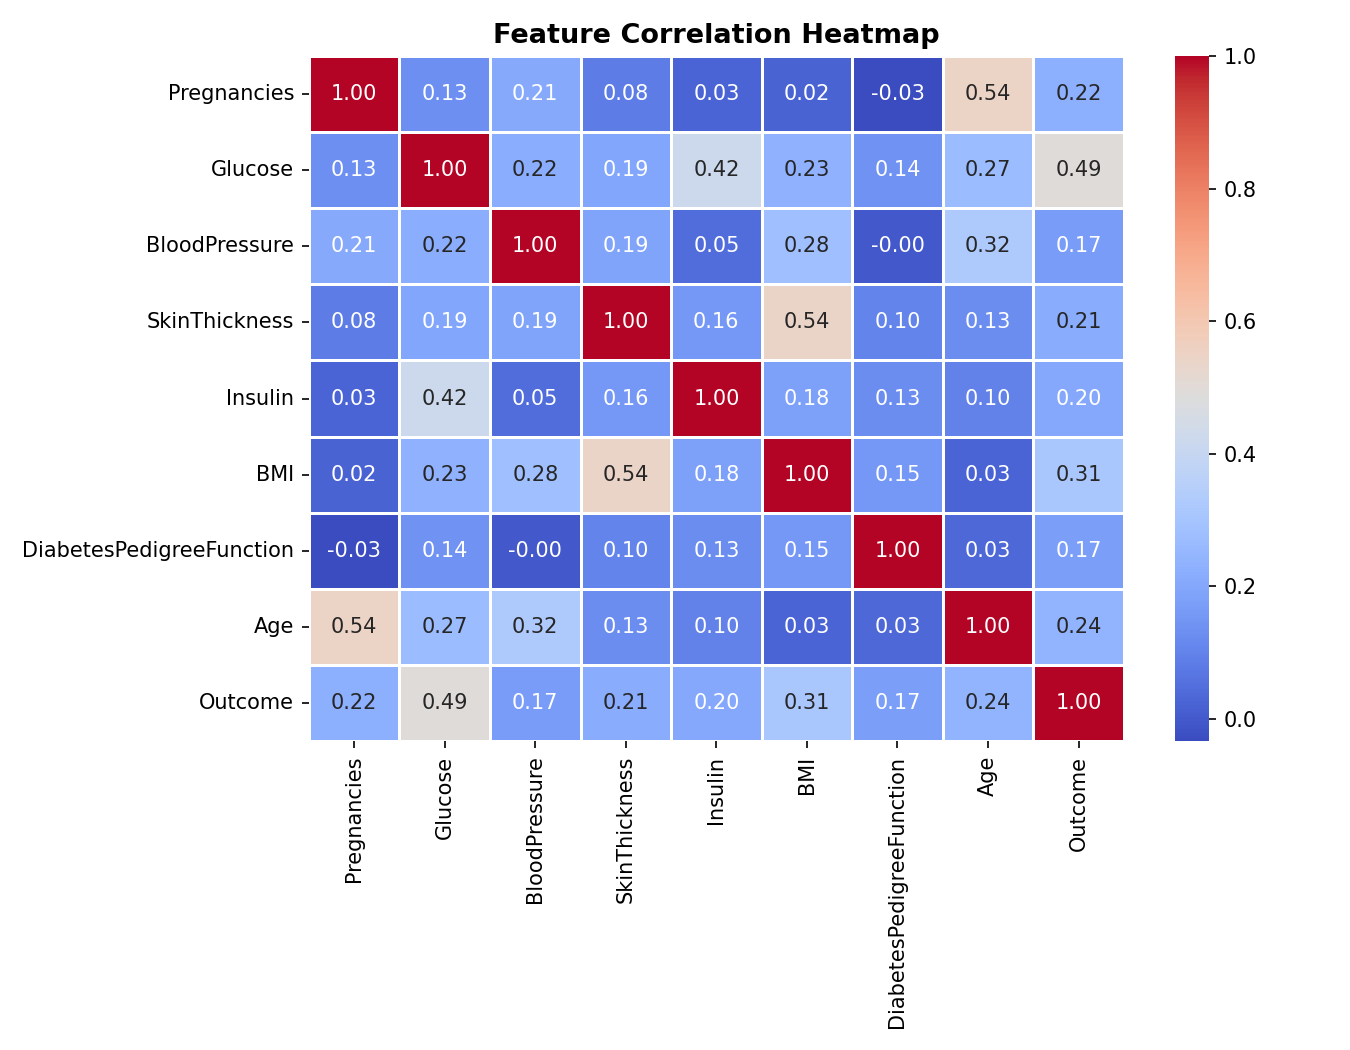 Feature Correlation Heatmap
Pregnancies 1.00 0.13 0.21 0.08 0.03 0.02 -0.03 0.54 0.22
Glucose 0.13 1.00 0.22 0.19 0.42 0.23 0.14 0.27 0.49
BloodPressure 0.21 0.22 1.00 0.19 0.05 0.28 -0.00 0.32 0.17
SkinThickness 0.08 0.19 0.19 1.00 0.16 0.54 0.10 0.13 0.21
Insulin 0.03 0.42 0.05 0.16 1.00 0.18 0.13 0.10 0.20
BMI 0.02 0.23 0.28 0.54 0.18 1.00 0.15 0.03 0.31
DiabetesPedigreeFunction -0.03 0.14 -0.00 0.10 0.13 0.15 1.00 0.03 0.17
Age 0.54 0.27 0.32 0.13 0.10 0.03 0.03 1.00 0.24
Outcome 0.22 0.49 0.17 0.21 0.20 0.31 0.17 0.24 1.00
Pregnancies
Glucose
BloodPressure
SkinThickness
Insulin
BMI
DiabetesPedigreeFunction
Age
Outcome
1.0
0.8
0.6
0.4
0.2
0.0